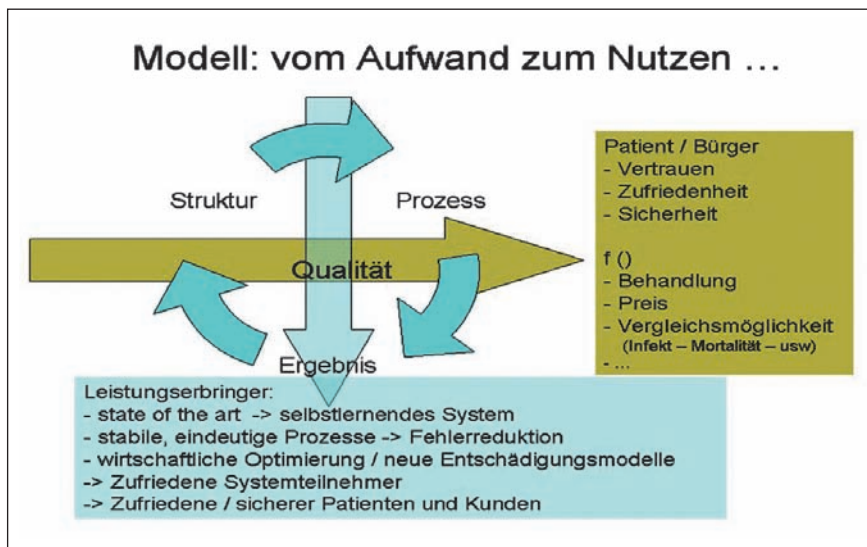 Modell: vom Aufwand zum Nutzen ...
Struktur
Prozess
Qualität
Ergebnis
Patient / Bürger
- Vertrauen
- Zufriedenheit
- Sicherheit
f ()
- Behandlung
- Preis
- Vergleichsmöglichkeit
(Infekt – Mortalität – usw)
- ...
Leistungserbringer:
- state of the art -> selbstlernendes System
- stabile, eindeutige Prozesse -> Fehlerreduktion
- wirtschaftliche Optimierung / neue Entschädigungsmodelle
-> Zufriedene Systemteilnehmer
-> Zufriedene / sicherer Patienten und Kunden